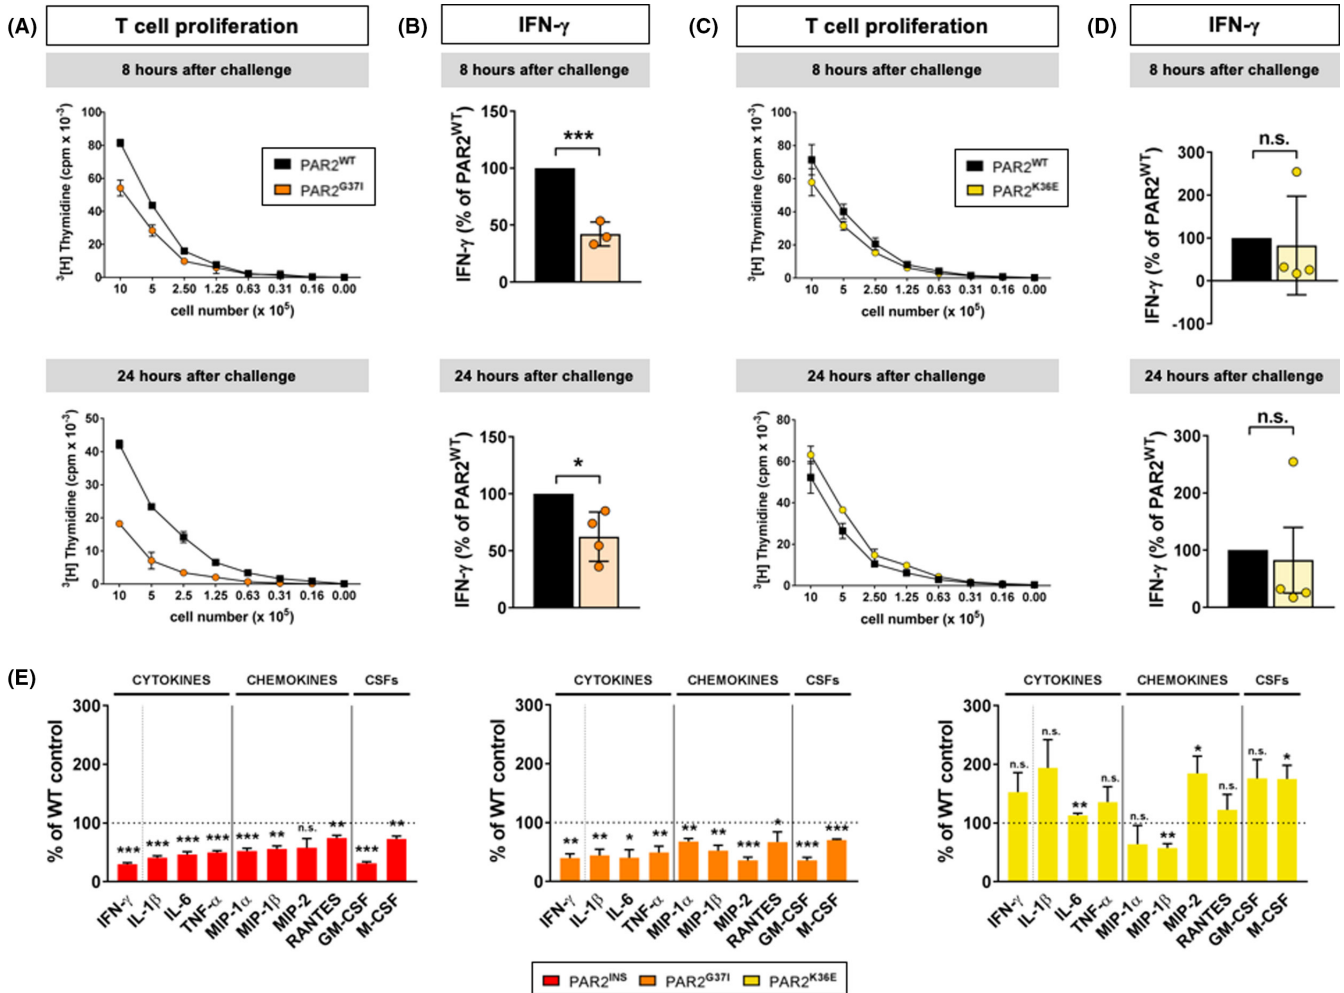 (A)
T cell proliferation
8 hours after challenge
³[H] Thymidine (cpm x 10⁻³)
100
80
60
40
20
0
10 5 2.50 1.25 0.63 0.31 0.16 0.00
cell number (x 10⁵)
PAR2ᵂᵀ
PAR2ᴳ³⁷ᴵ
24 hours after challenge
³[H] Thymidine (cpm x 10⁻³)
50
40
30
20
10
0
10 5 2.5 1.25 0.63 0.31 0.16 0.00
cell number (x 10⁵)
(B)
IFN-γ
8 hours after challenge
IFN-γ (% of PAR2ᵂᵀ)
150
100
50
0
***
24 hours after challenge
IFN-γ (% of PAR2ᵂᵀ)
150
100
50
0
*
(C)
T cell proliferation
8 hours after challenge
³[H] Thymidine (cpm x 10⁻³)
100
80
60
40
20
0
10 5 2.50 1.25 0.63 0.31 0.16 0.00
cell number (x 10⁵)
PAR2ᵂᵀ
PAR2ᴷ³⁶ᴱ
24 hours after challenge
³[H] Thymidine (cpm x 10⁻³)
80
60
40
20
0
10 5 2.50 1.25 0.63 0.31 0.16 0.00
cell number (x 10⁵)
(D)
IFN-γ
8 hours after challenge
IFN-γ (% of PAR2ᵂᵀ)
300
200
100
0
-100
n.s.
24 hours after challenge
IFN-γ (% of PAR2ᵂᵀ)
300
200
100
0
n.s.
(E)
CYTOKINES CHEMOKINES CSFs
% of WT control
300
200
100
0
*** *** *** *** *** ** n.s. ** *** **
IFN-γ IL-1β IL-6 TNF-α MIP-1α MIP-1β MIP-2 RANTES GM-CSF M-CSF
CYTOKINES CHEMOKINES CSFs
% of WT control
300
200
100
0
** ** * ** ** ** *** * *** ***
IFN-γ IL-1β IL-6 TNF-α MIP-1α MIP-1β MIP-2 RANTES GM-CSF M-CSF
CYTOKINES CHEMOKINES CSFs
% of WT control
300
200
100
0
n.s. n.s. ** n.s. n.s. ** * n.s. n.s. *
IFN-γ IL-1β IL-6 TNF-α MIP-1α MIP-1β MIP-2 RANTES GM-CSF M-CSF
PAR2ᴵᴺˢ PAR2ᴳ³⁷ᴵ PAR2ᴷ³⁶ᴱ